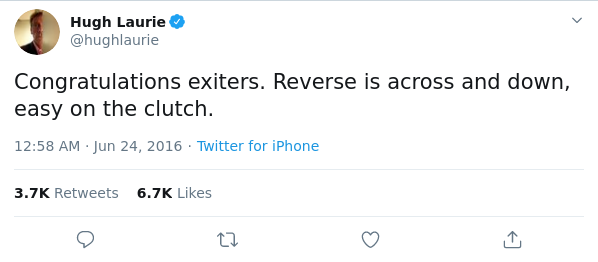 Hugh Laurie
@hughlaurie
Congratulations exiters. Reverse is across and down,
easy on the clutch.
12:58 AM · Jun 24, 2016 · Twitter for iPhone
3.7K Retweets 6.7K Likes